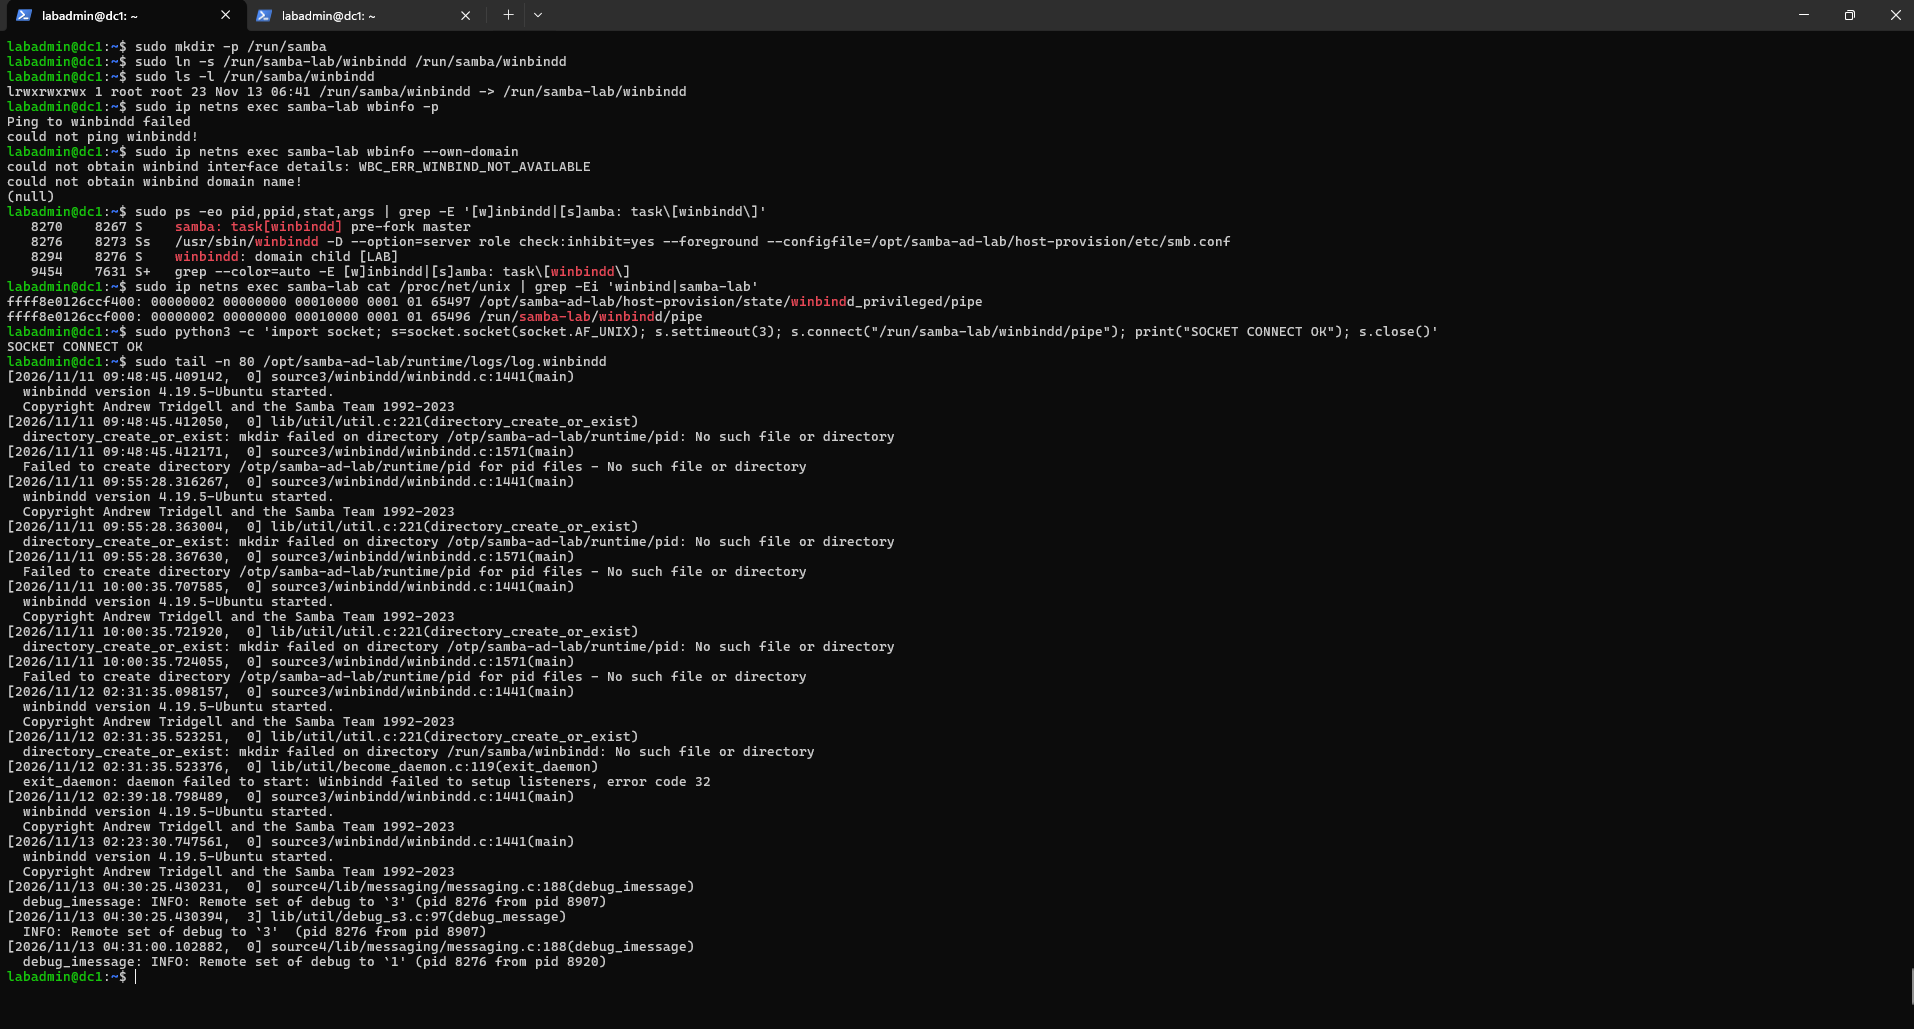 labadmin@dc1: ~
labadmin@dc1: ~
labadmin@dc1:~$ sudo mkdir -p /run/samba
labadmin@dc1:~$ sudo ln -s /run/samba-lab/winbindd /run/samba/winbindd
labadmin@dc1:~$ sudo ls -l /run/samba/winbindd
lrwxrwxrwx 1 root root 23 Nov 13 06:41 /run/samba/winbindd -> /run/samba-lab/winbindd
labadmin@dc1:~$ sudo ip netns exec samba-lab wbinfo -p
Ping to winbindd failed
could not ping winbindd!
labadmin@dc1:~$ sudo ip netns exec samba-lab wbinfo --own-domain
could not obtain winbind interface details: WBC_ERR_WINBIND_NOT_AVAILABLE
could not obtain winbind domain name!
(null)
labadmin@dc1:~$ sudo ps -eo pid,ppid,stat,args | grep -E '[w]inbindd|[s]amba: task\[winbindd\]'
   8270    8267 S    samba: task[winbindd] pre-fork master
   8276    8273 Ss   /usr/sbin/winbindd -D --option=server role check:inhibit=yes --foreground --configfile=/opt/samba-ad-lab/host-provision/etc/smb.conf
   8294    8276 S    winbindd: domain child [LAB]
   9454    7631 S+   grep --color=auto -E [w]inbindd|[s]amba: task\[winbindd\]
labadmin@dc1:~$ sudo ip netns exec samba-lab cat /proc/net/unix | grep -Ei 'winbind|samba-lab'
ffff8e0126ccf400: 00000002 00000000 00010000 0001 01 65497 /opt/samba-ad-lab/host-provision/state/winbindd_privileged/pipe
ffff8e0126ccf000: 00000002 00000000 00010000 0001 01 65496 /run/samba-lab/winbindd/pipe
labadmin@dc1:~$ sudo python3 -c 'import socket; s=socket.socket(socket.AF_UNIX); s.settimeout(3); s.connect("/run/samba-lab/winbindd/pipe"); print("SOCKET CONNECT OK"); s.close()'
SOCKET CONNECT OK
labadmin@dc1:~$ sudo tail -n 80 /opt/samba-ad-lab/runtime/logs/log.winbindd
[2026/11/11 09:48:45.409142,  0] source3/winbindd/winbindd.c:1441(main)
  winbindd version 4.19.5-Ubuntu started.
  Copyright Andrew Tridgell and the Samba Team 1992-2023
[2026/11/11 09:48:45.412050,  0] lib/util/util.c:221(directory_create_or_exist)
  directory_create_or_exist: mkdir failed on directory /otp/samba-ad-lab/runtime/pid: No such file or directory
[2026/11/11 09:48:45.412171,  0] source3/winbindd/winbindd.c:1571(main)
  Failed to create directory /otp/samba-ad-lab/runtime/pid for pid files - No such file or directory
[2026/11/11 09:55:28.316267,  0] source3/winbindd/winbindd.c:1441(main)
  winbindd version 4.19.5-Ubuntu started.
  Copyright Andrew Tridgell and the Samba Team 1992-2023
[2026/11/11 09:55:28.363004,  0] lib/util/util.c:221(directory_create_or_exist)
  directory_create_or_exist: mkdir failed on directory /otp/samba-ad-lab/runtime/pid: No such file or directory
[2026/11/11 09:55:28.367630,  0] source3/winbindd/winbindd.c:1571(main)
  Failed to create directory /otp/samba-ad-lab/runtime/pid for pid files - No such file or directory
[2026/11/11 10:00:35.707585,  0] source3/winbindd/winbindd.c:1441(main)
  winbindd version 4.19.5-Ubuntu started.
  Copyright Andrew Tridgell and the Samba Team 1992-2023
[2026/11/11 10:00:35.721920,  0] lib/util/util.c:221(directory_create_or_exist)
  directory_create_or_exist: mkdir failed on directory /otp/samba-ad-lab/runtime/pid: No such file or directory
[2026/11/11 10:00:35.724055,  0] source3/winbindd/winbindd.c:1571(main)
  Failed to create directory /otp/samba-ad-lab/runtime/pid for pid files - No such file or directory
[2026/11/12 02:31:35.098157,  0] source3/winbindd/winbindd.c:1441(main)
  winbindd version 4.19.5-Ubuntu started.
  Copyright Andrew Tridgell and the Samba Team 1992-2023
[2026/11/12 02:31:35.523251,  0] lib/util/util.c:221(directory_create_or_exist)
  directory_create_or_exist: mkdir failed on directory /run/samba/winbindd: No such file or directory
[2026/11/12 02:31:35.523376,  0] lib/util/become_daemon.c:119(exit_daemon)
  exit_daemon: daemon failed to start: Winbindd failed to setup listeners, error code 32
[2026/11/12 02:39:18.798489,  0] source3/winbindd/winbindd.c:1441(main)
  winbindd version 4.19.5-Ubuntu started.
  Copyright Andrew Tridgell and the Samba Team 1992-2023
[2026/11/13 02:23:30.747561,  0] source3/winbindd/winbindd.c:1441(main)
  winbindd version 4.19.5-Ubuntu started.
  Copyright Andrew Tridgell and the Samba Team 1992-2023
[2026/11/13 04:30:25.430231,  0] source4/lib/messaging/messaging.c:188(debug_imessage)
  debug_imessage: INFO: Remote set of debug to `3' (pid 8276 from pid 8907)
[2026/11/13 04:30:25.430394,  3] lib/util/debug_s3.c:97(debug_message)
  INFO: Remote set of debug to `3'  (pid 8276 from pid 8907)
[2026/11/13 04:31:00.102882,  0] source4/lib/messaging/messaging.c:188(debug_imessage)
  debug_imessage: INFO: Remote set of debug to `1' (pid 8276 from pid 8920)
labadmin@dc1:~$